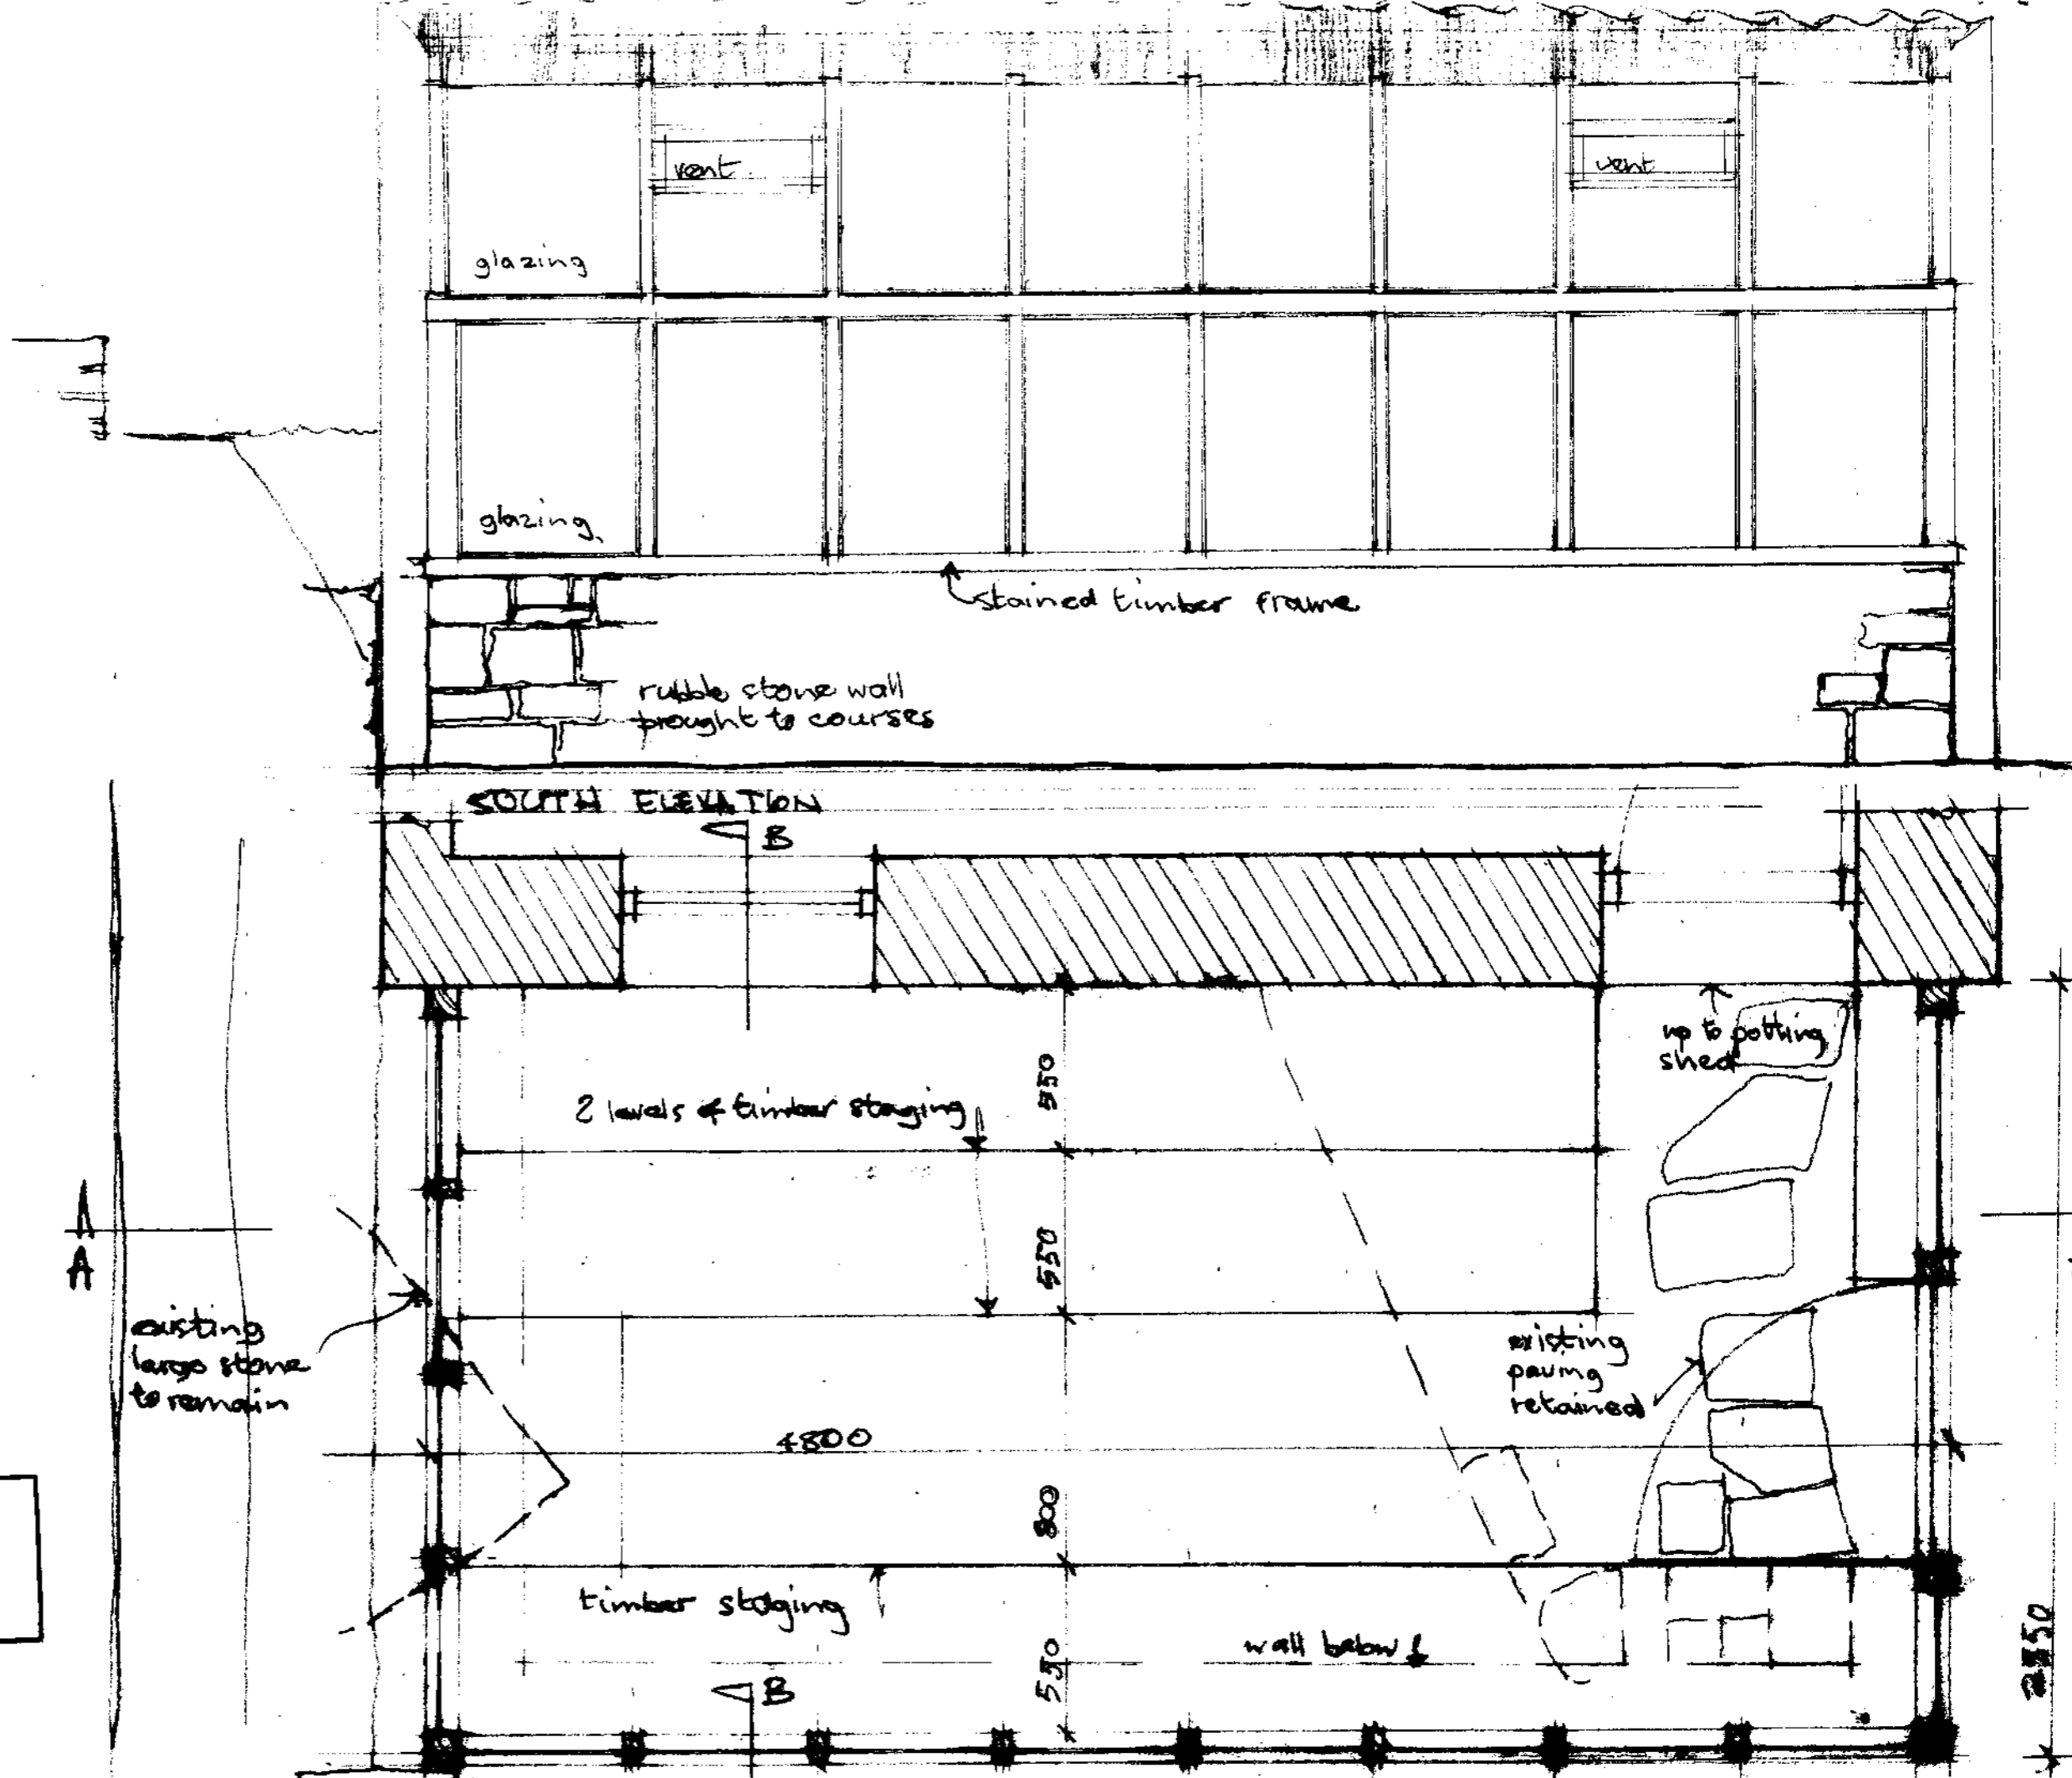 vent
vent
glazing
glazing
stained timber frame
rubble stone wall
brought to courses
SOUTH ELEVATION
B
up to potting
shed
550
2 levels of timber staging
A
550
existing
large stone
to remain
existing
paving
retained
4800
800
timber staging
wall below
550
B